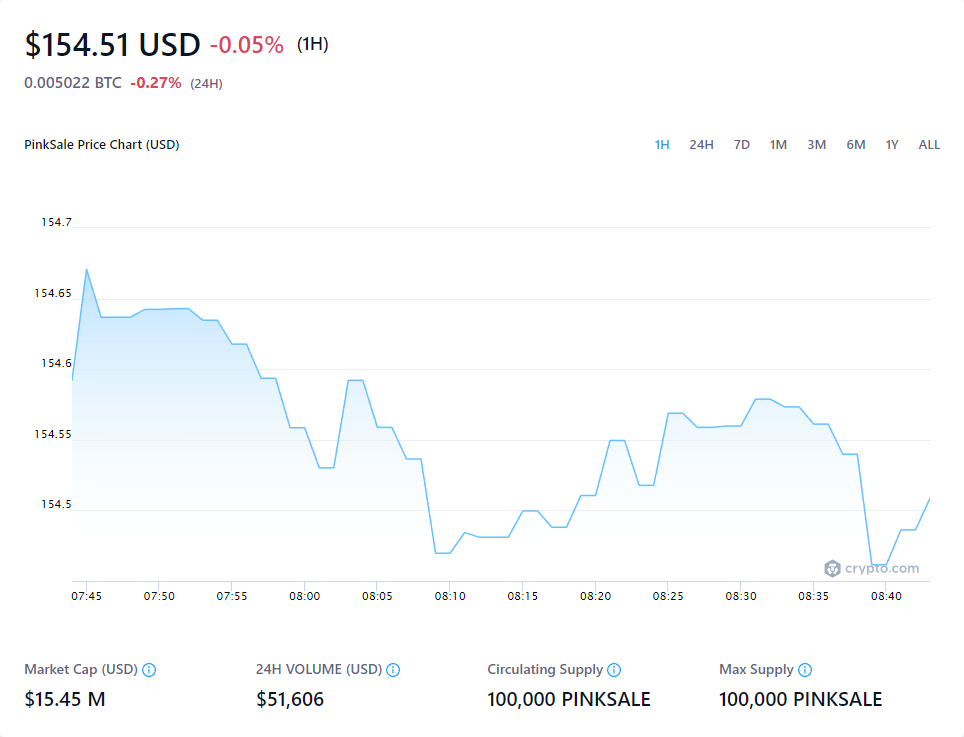 $154.51 USD -0.05% (1H)
0.005022 BTC -0.27% (24H)
PinkSale Price Chart (USD) 1H 24H 7D 1M 3M 6M 1Y ALL
154.7
154.65
154.6
154.55
154.5
crypto.com
07:45 07:50 07:55 08:00 08:05 08:10 08:15 08:20 08:25 08:30 08:35 08:40
Market Cap (USD) 24H VOLUME (USD) Circulating Supply Max Supply
$15.45 M $51,606 100,000 PINKSALE 100,000 PINKSALE